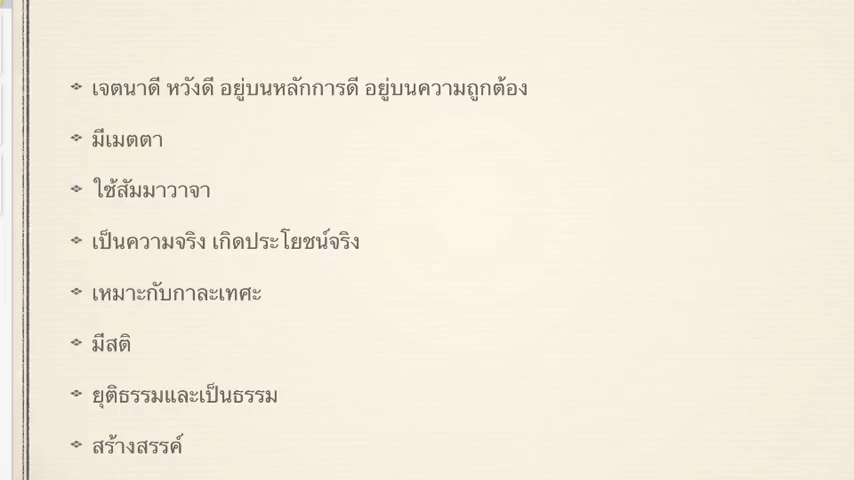 เจตนาดี หวังดี อยู่บนหลักการดี อยู่บนความถูกต้อง
มีเมตตา
ใช้สัมมาวาจา
เป็นความจริง เกิดประโยชน์จริง
เหมาะกับกาละเทศะ
มีสติ
ยุติธรรมและเป็นธรรม
สร้างสรรค์